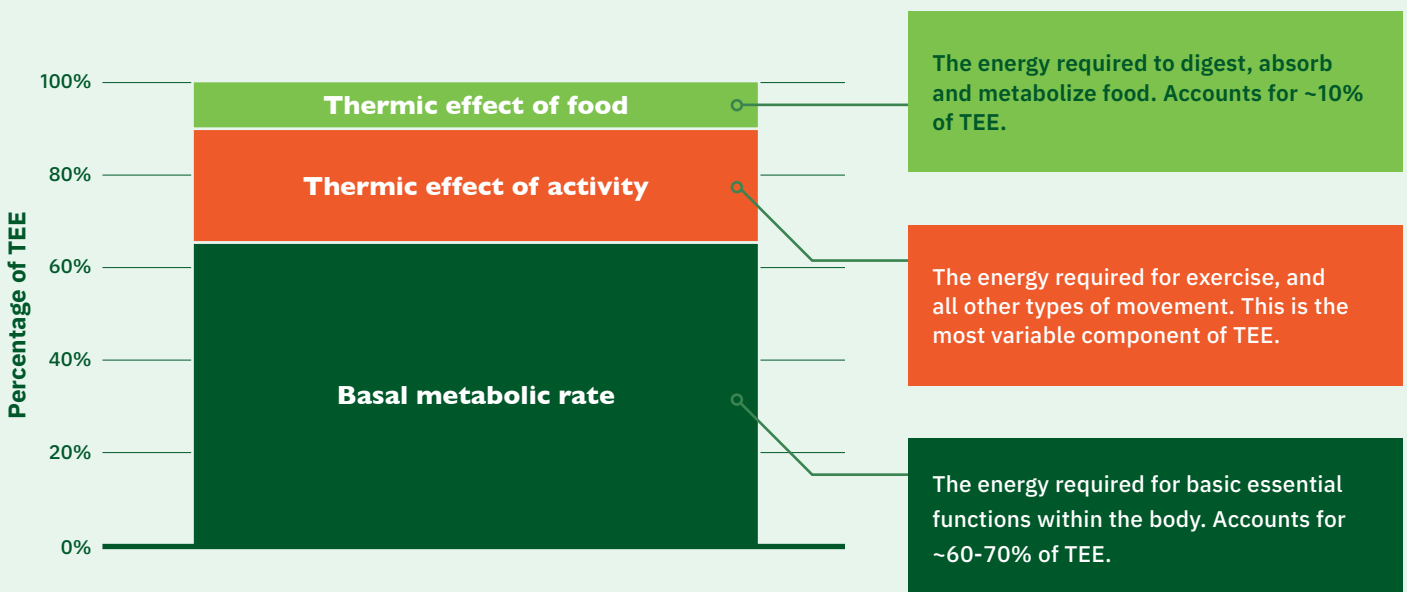 Percentage of TEE
100%
80%
60%
40%
20%
0%
Thermic effect of food
Thermic effect of activity
Basal metabolic rate
The energy required to digest, absorb
and metabolize food. Accounts for ~10%
of TEE.
The energy required for exercise, and
all other types of movement. This is the
most variable component of TEE.
The energy required for basic essential
functions within the body. Accounts for
~60-70% of TEE.